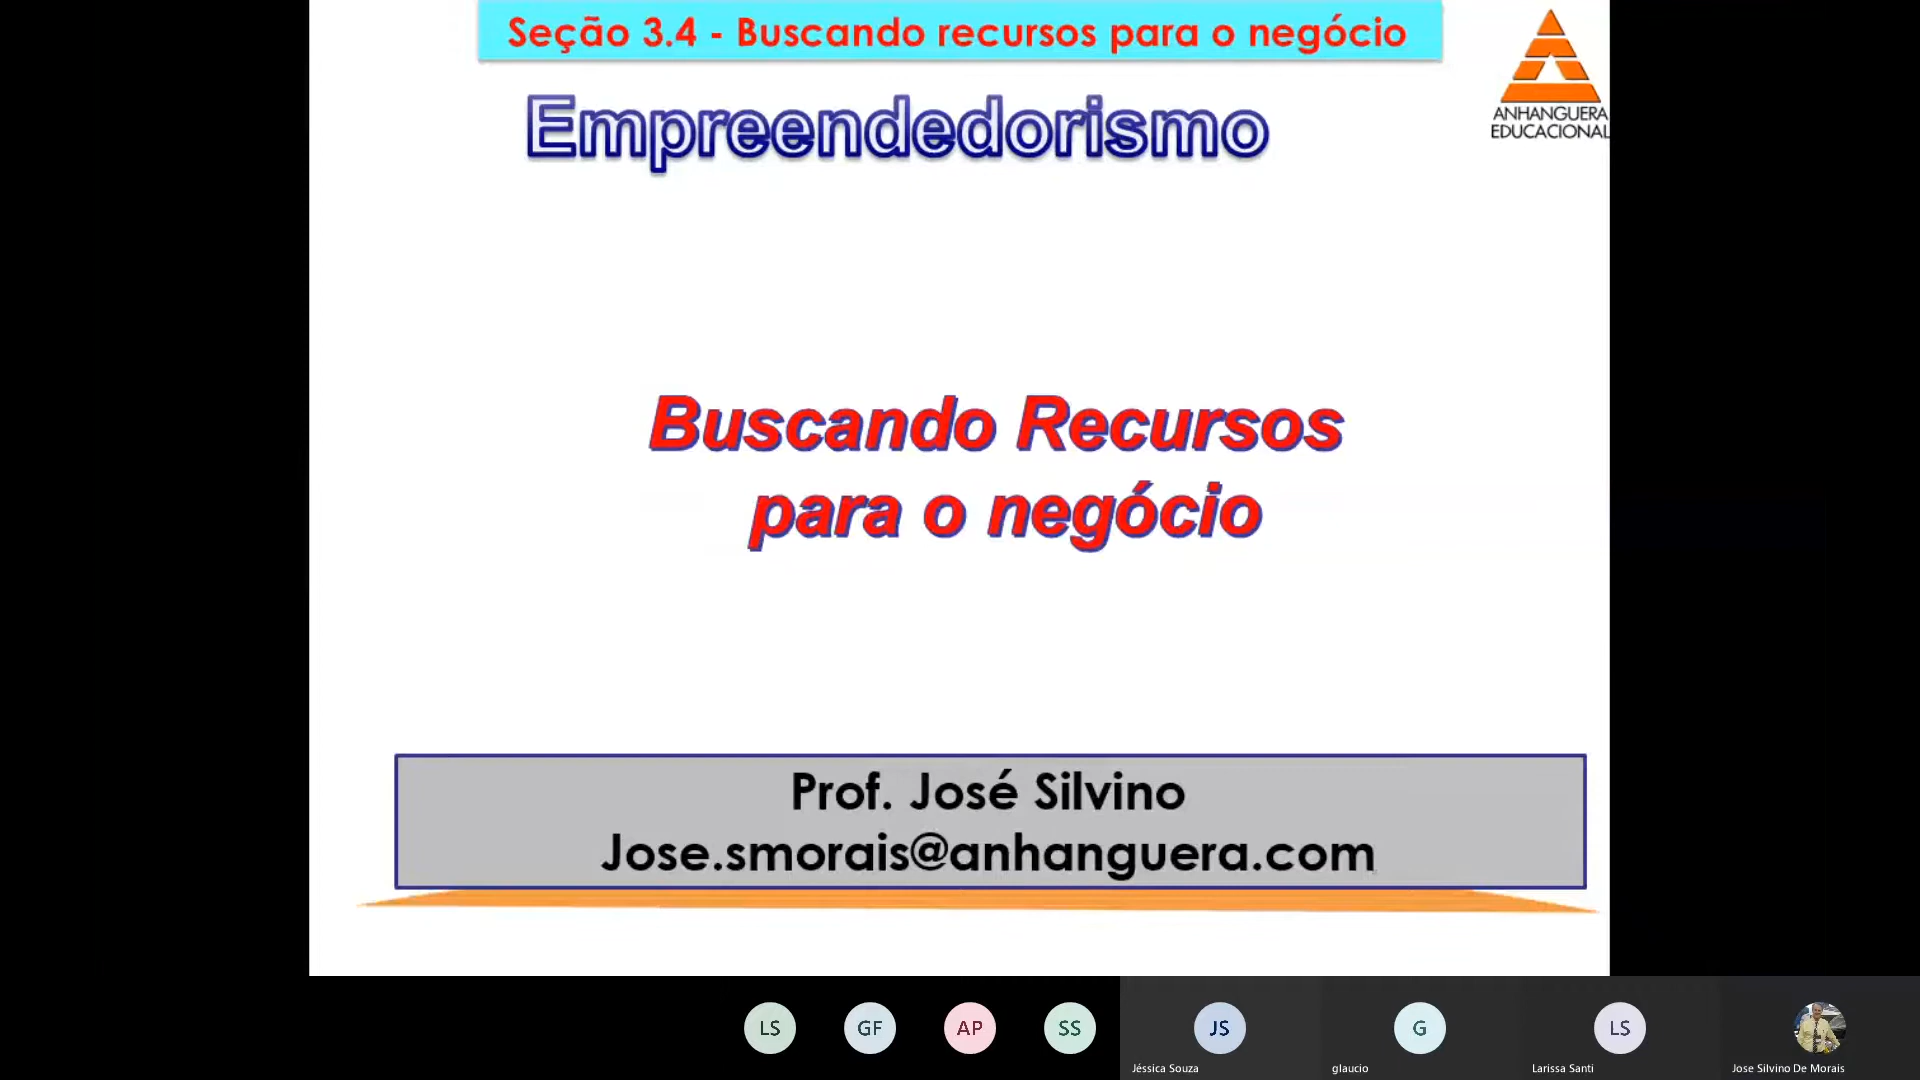 Seção 3.4 - Buscando recursos para o negócio
ANHANGUERA
EDUCACIONAL
Empreendedorismo
Buscando Recursos
para o negócio
Prof. José Silvino
Jose.smorais@anhanguera.com
LS
GF
AP
SS
JS
G
LS
Jéssica Souza
glaucio
Larissa Santi
Jose Silvino De Morais